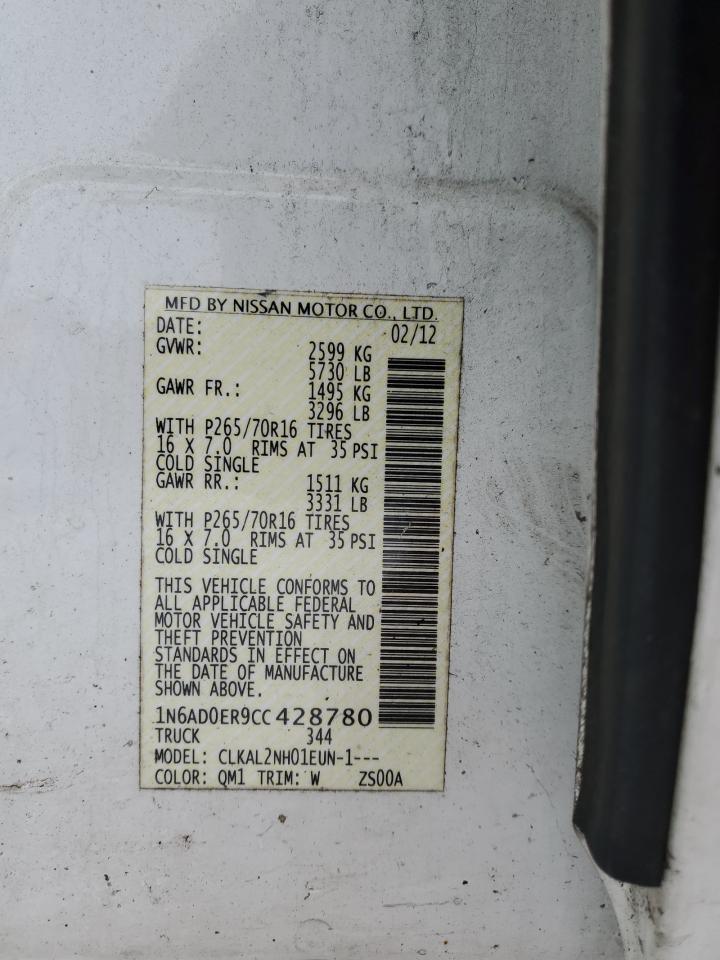 MFD BY NISSAN MOTOR CO., LTD.
DATE: 02/12
GVWR: 2599 KG
5730 LB
GAWR FR.: 1495 KG
3296 LB
WITH P265/70R16 TIRES
16 X 7.0 RIMS AT 35 PSI
COLD SINGLE
GAWR RR.: 1511 KG
3331 LB
WITH P265/70R16 TIRES
16 X 7.0 RIMS AT 35 PSI
COLD SINGLE
THIS VEHICLE CONFORMS TO
ALL APPLICABLE FEDERAL
MOTOR VEHICLE SAFETY AND
THEFT PREVENTION
STANDARDS IN EFFECT ON
THE DATE OF MANUFACTURE
SHOWN ABOVE.
1N6AD0ER9CC428780
TRUCK 344
MODEL: CLKAL2NH01EUN-1---
COLOR: QM1 TRIM: W ZS00A